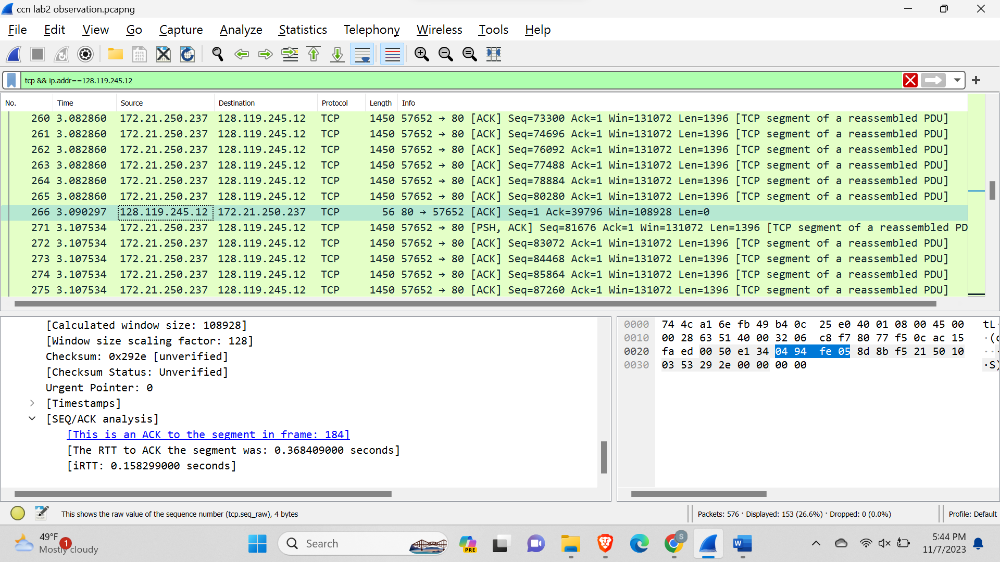 ccn lab2 observation.pcapng
File Edit View Go Capture Analyze Statistics Telephony Wireless Tools Help
tcp && ip.addr==128.119.245.12
No. Time Source Destination Protocol Length Info
260 3.082860 172.21.250.237 128.119.245.12 TCP 1450 57652 → 80 [ACK] Seq=73300 Ack=1 Win=131072 Len=1396 [TCP segment of a reassembled PDU]
261 3.082860 172.21.250.237 128.119.245.12 TCP 1450 57652 → 80 [ACK] Seq=74696 Ack=1 Win=131072 Len=1396 [TCP segment of a reassembled PDU]
262 3.082860 172.21.250.237 128.119.245.12 TCP 1450 57652 → 80 [ACK] Seq=76092 Ack=1 Win=131072 Len=1396 [TCP segment of a reassembled PDU]
263 3.082860 172.21.250.237 128.119.245.12 TCP 1450 57652 → 80 [ACK] Seq=77488 Ack=1 Win=131072 Len=1396 [TCP segment of a reassembled PDU]
264 3.082860 172.21.250.237 128.119.245.12 TCP 1450 57652 → 80 [ACK] Seq=78884 Ack=1 Win=131072 Len=1396 [TCP segment of a reassembled PDU]
265 3.082860 172.21.250.237 128.119.245.12 TCP 1450 57652 → 80 [ACK] Seq=80280 Ack=1 Win=131072 Len=1396 [TCP segment of a reassembled PDU]
266 3.090297 128.119.245.12 172.21.250.237 TCP 56 80 → 57652 [ACK] Seq=1 Ack=39796 Win=108928 Len=0
271 3.107534 172.21.250.237 128.119.245.12 TCP 1450 57652 → 80 [PSH, ACK] Seq=81676 Ack=1 Win=131072 Len=1396 [TCP segment of a reassembled PD
272 3.107534 172.21.250.237 128.119.245.12 TCP 1450 57652 → 80 [ACK] Seq=83072 Ack=1 Win=131072 Len=1396 [TCP segment of a reassembled PDU]
273 3.107534 172.21.250.237 128.119.245.12 TCP 1450 57652 → 80 [ACK] Seq=84468 Ack=1 Win=131072 Len=1396 [TCP segment of a reassembled PDU]
274 3.107534 172.21.250.237 128.119.245.12 TCP 1450 57652 → 80 [ACK] Seq=85864 Ack=1 Win=131072 Len=1396 [TCP segment of a reassembled PDU]
275 3.107534 172.21.250.237 128.119.245.12 TCP 1450 57652 → 80 [ACK] Seq=87260 Ack=1 Win=131072 Len=1396 [TCP segment of a reassembled PDU]
[Calculated window size: 108928]
[Window size scaling factor: 128]
Checksum: 0x292e [unverified]
[Checksum Status: Unverified]
Urgent Pointer: 0
[Timestamps]
[SEQ/ACK analysis]
[This is an ACK to the segment in frame: 184]
[The RTT to ACK the segment was: 0.368409000 seconds]
[iRTT: 0.158299000 seconds]
0000 74 4c a1 6e fb 49 b4 0c 25 e0 40 01 08 00 45 00 tL
0010 00 28 63 51 40 00 32 06 c8 f7 80 77 f5 0c ac 15 ·(c
0020 fa ed 00 50 e1 34 04 94 fe 05 8d 8b f5 21 50 10 ···
0030 03 53 29 2e 00 00 00 00 ·S)
This shows the raw value of the sequence number (tcp.seq_raw), 4 bytes
Packets: 576 · Displayed: 153 (26.6%) · Dropped: 0 (0.0%)
Profile: Default
49°F
Mostly cloudy
1
Search
PRE
S
W
5:44 PM
11/7/2023